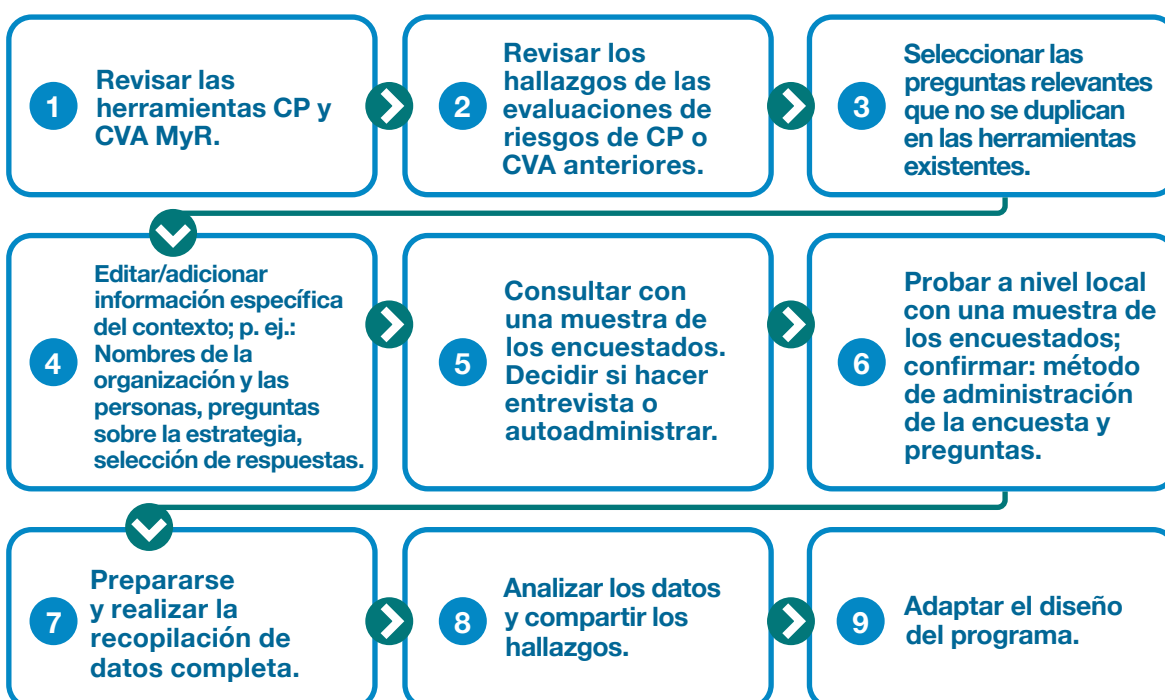 1
Revisar las
herramientas CP y
CVA MyR.
2
Revisar los
hallazgos de las
evaluaciones de
riesgos de CP o
CVA anteriores.
3
Seleccionar las
preguntas relevantes
que no se duplican
en las herramientas
existentes.
4
Editar/adicionar
información específica
del contexto; p. ej.:
Nombres de la
organización y las
personas, preguntas
sobre la estrategia,
selección de respuestas.
5
Consultar con
una muestra de
los encuestados.
Decidir si hacer
entrevista o
autoadministrar.
6
Probar a nivel local
con una muestra de
los encuestados;
confirmar: método
de administración
de la encuesta y
preguntas.
7
Prepararse
y realizar la
recopilación de
datos completa.
8
Analizar los datos
y compartir los
hallazgos.
9
Adaptar el diseño
del programa.